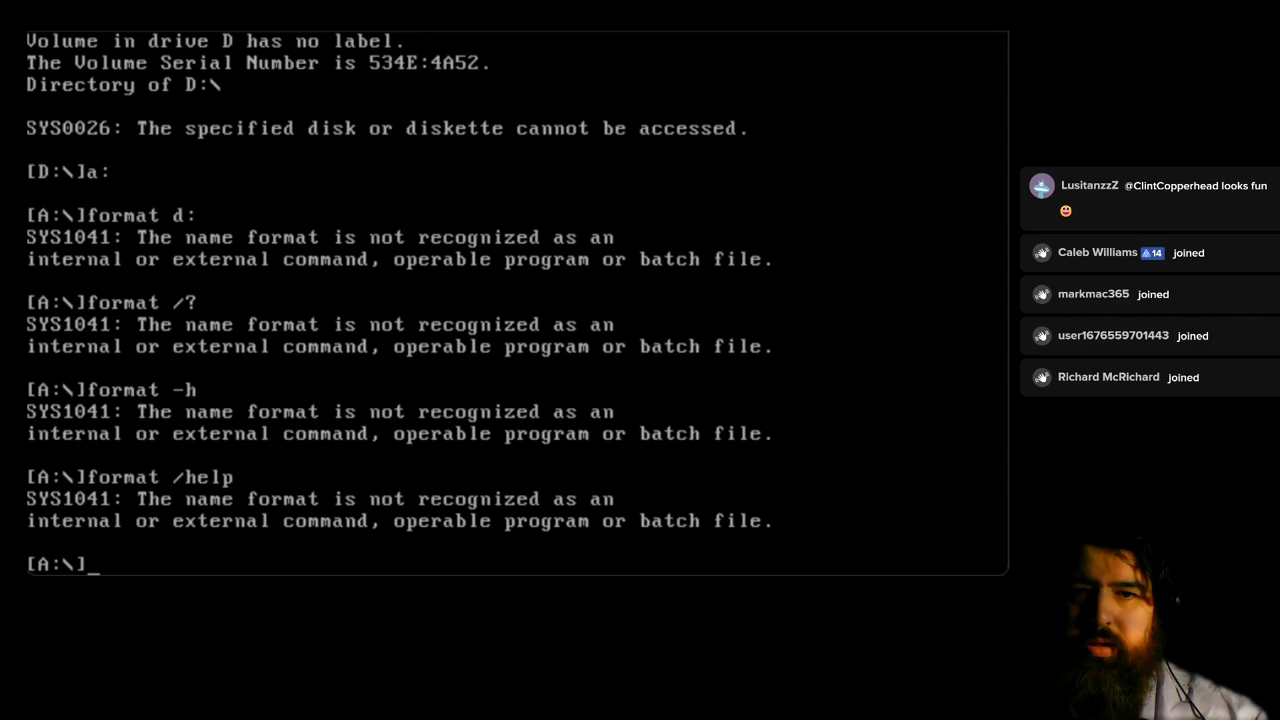 Volume in drive D has no label.
The Volume Serial Number is 534E:4A52.
Directory of D:\
SYS0026: The specified disk or diskette cannot be accessed.
[D:\]a:
[A:\]format d:
SYS1041: The name format is not recognized as an
internal or external command, operable program or batch file.
[A:\]format /?
SYS1041: The name format is not recognized as an
internal or external command, operable program or batch file.
[A:\]format -h
SYS1041: The name format is not recognized as an
internal or external command, operable program or batch file.
[A:\]format /help
SYS1041: The name format is not recognized as an
internal or external command, operable program or batch file.
[A:\]_
LusitanzzZ @ClintCopperhead looks fun
😃
Caleb Williams 14 joined
markmac365 joined
user1676559701443 joined
Richard McRichard joined